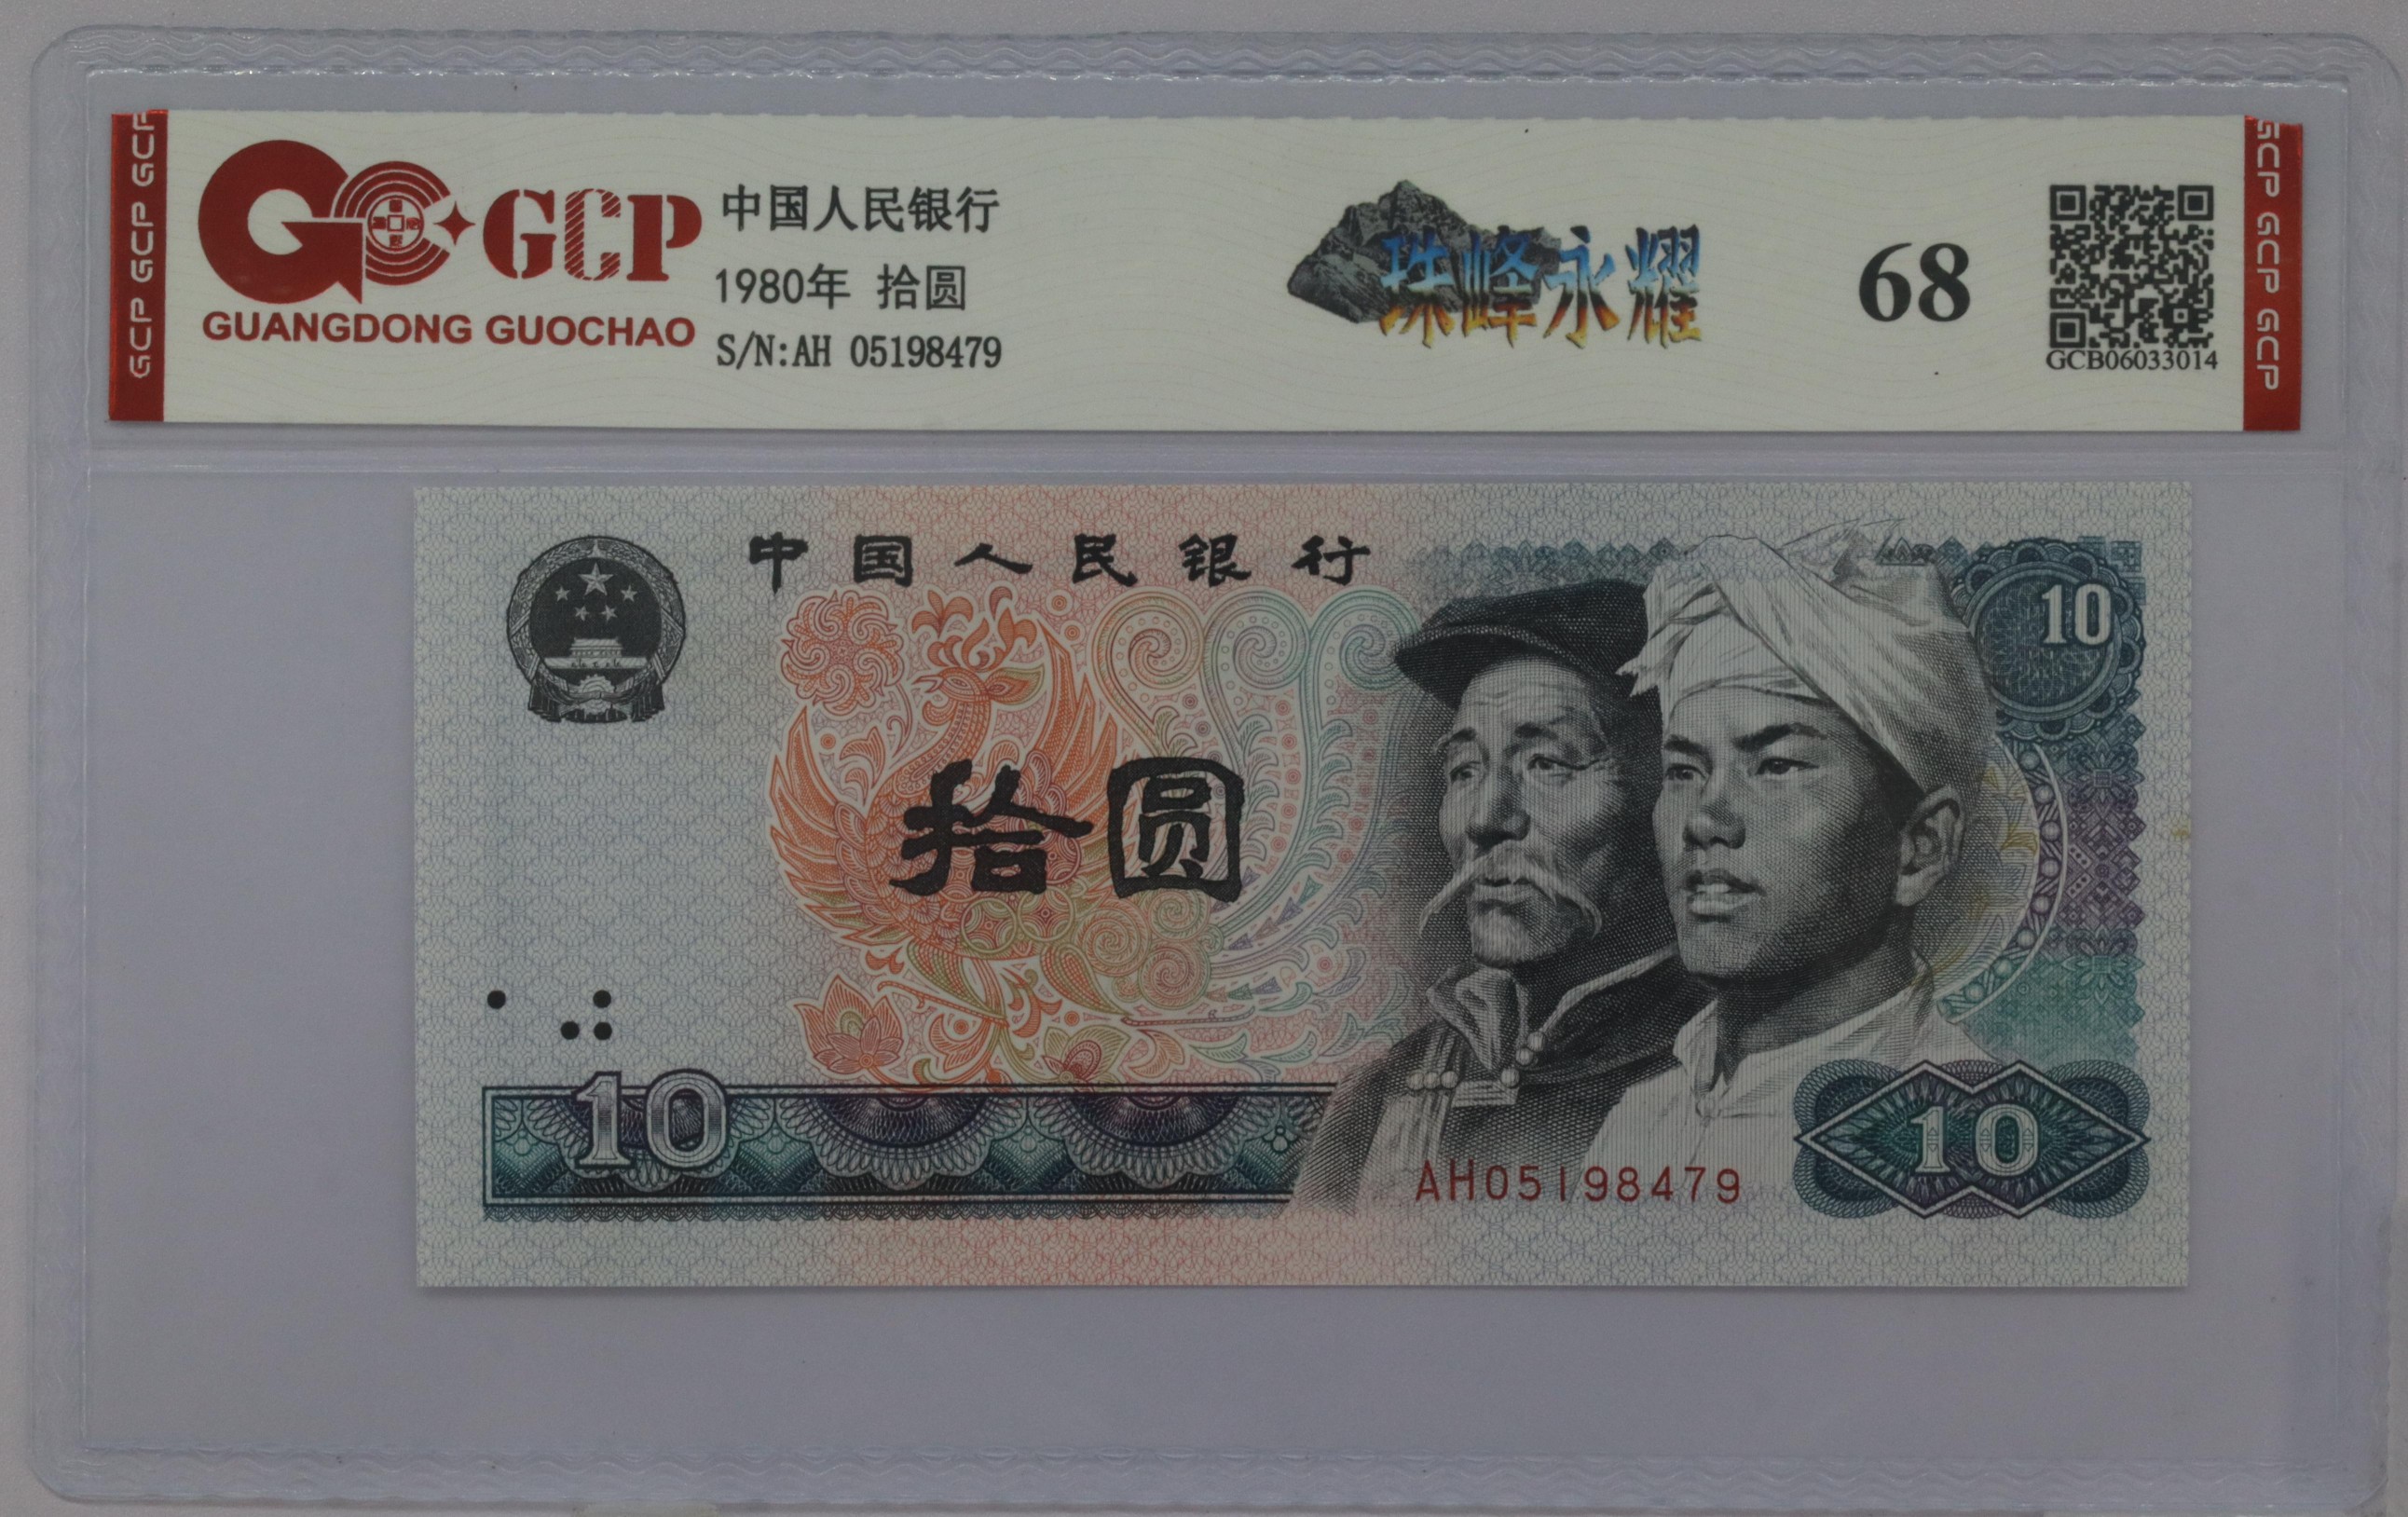 GCP GCP GCP
GCP
GUANGDONG GUOCHAO
中国人民银行
1980年 拾圆
S/N:AH 05198479
珠峰永耀
68
GCB06033014
GCP GCP GCP
中国人民银行
10
拾圆
10
AH05198479
10